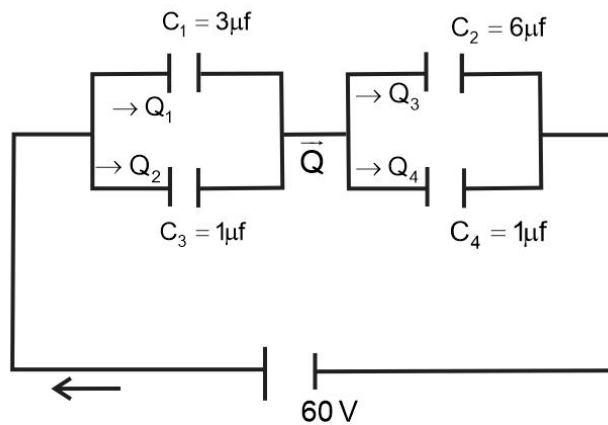 C₁ = 3μf
C₂ = 6μf
→ Q₁
→ Q₃
→ Q₂
Q⃗
→ Q₄
C₃ = 1μf
C₄ = 1μf
60 V